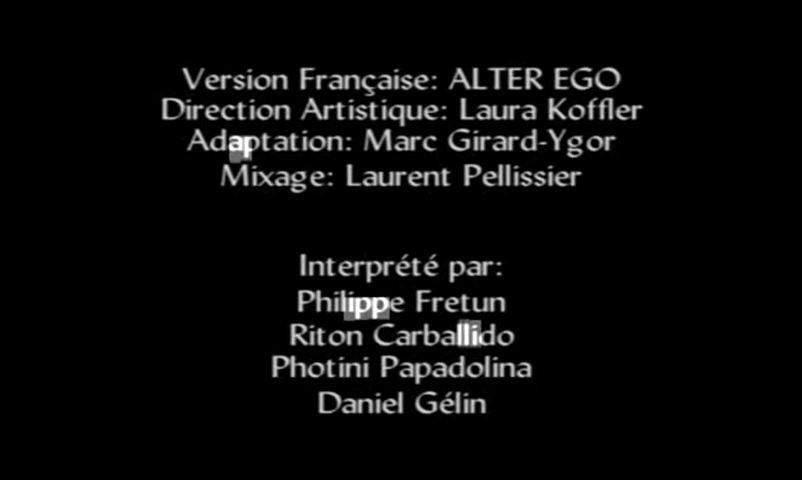 Version Française: ALTER EGO
Direction Artistique: Laura Koffler
Adaptation: Marc Girard-Ygor
Mixage: Laurent Pellissier
Interprété par:
Philippe Fretun
Riton Carballido
Photini Papadolina
Daniel Gélin